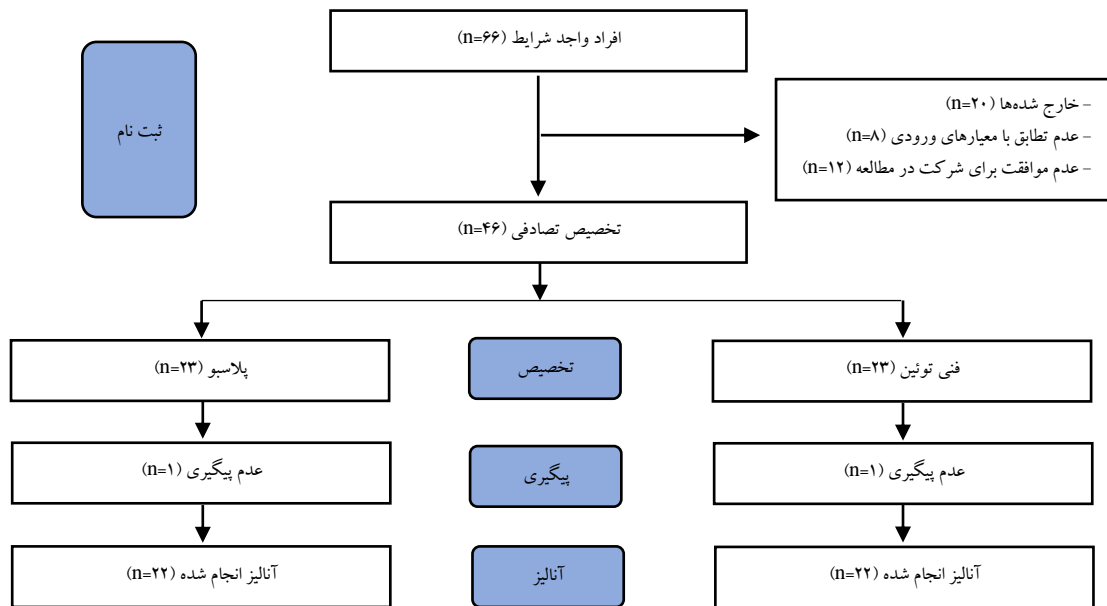 افراد واجد شرایط (n=۶۶)
ثبت نام
- خارج شده‌ها (n=۲۰)
- عدم تطابق با معیارهای ورودی (n=۸)
- عدم موافقت برای شرکت در مطالعه (n=۱۲)
تخصیص تصادفی (n=۴۶)
فنی توئین (n=۲۳)
تخصیص
پلاسبو (n=۲۳)
عدم پیگیری (n=۱)
پیگیری
عدم پیگیری (n=۱)
آنالیز انجام شده (n=۲۲)
آنالیز
آنالیز انجام شده (n=۲۲)